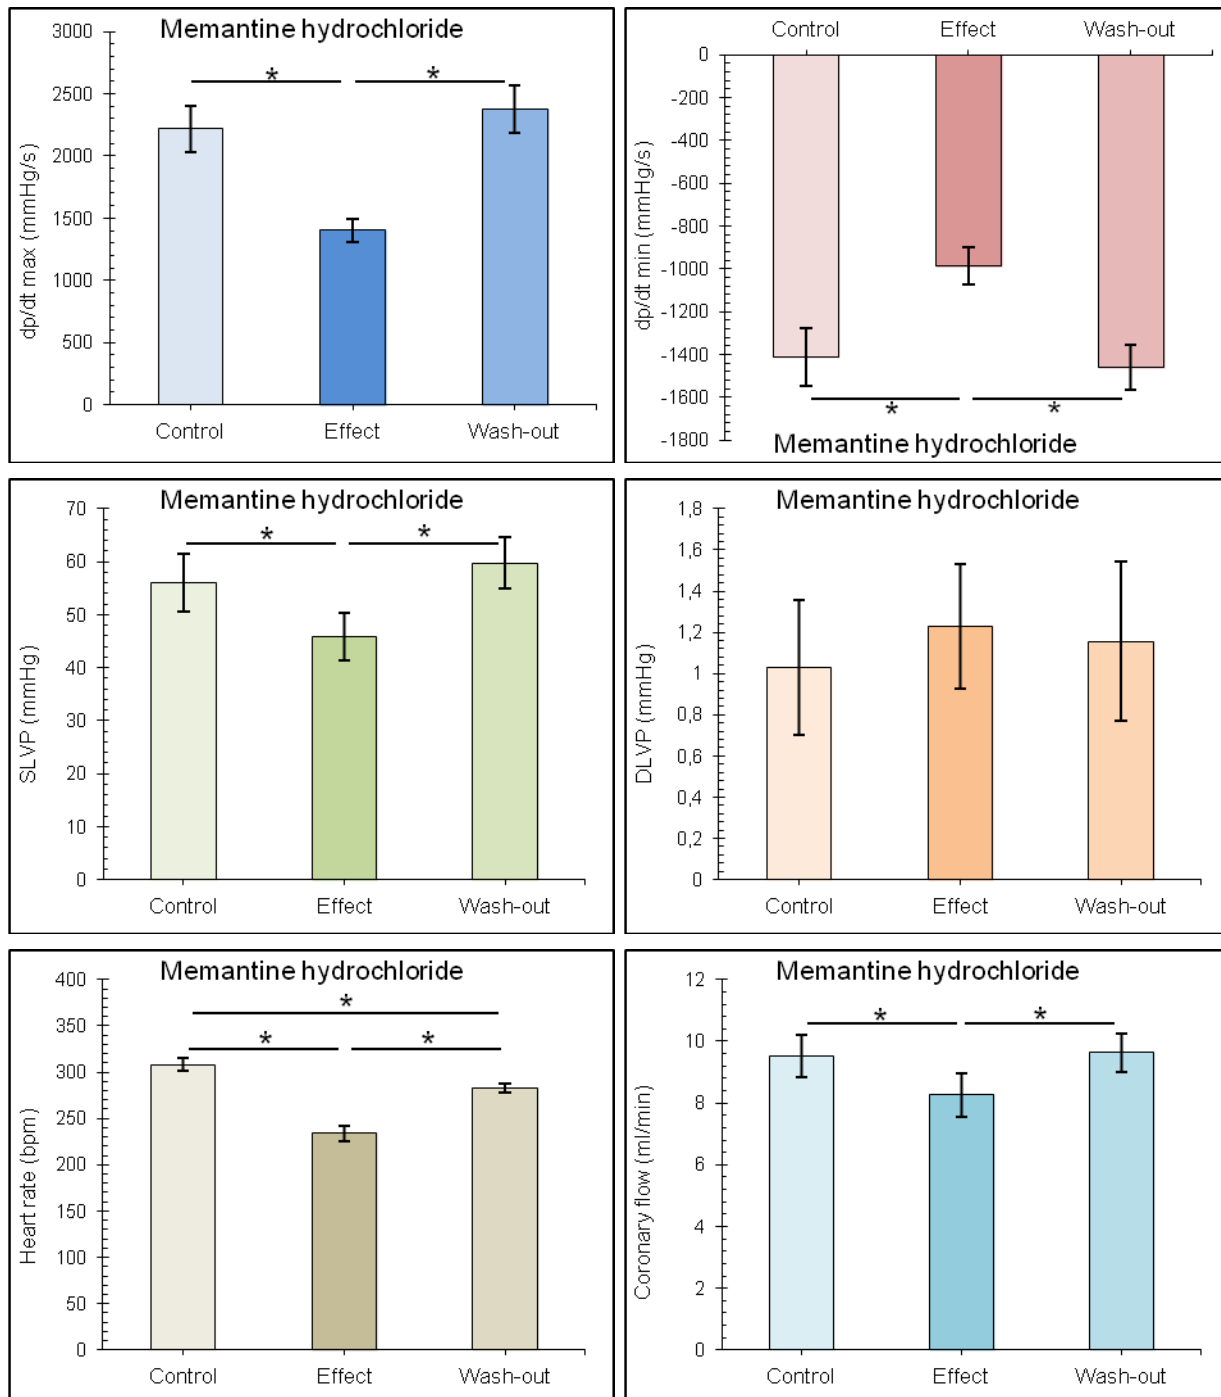 Memantine hydrochloride
dp/dt max (mmHg/s)
3000
2500
2000
1500
1000
500
0
*
*
Control
Effect
Wash-out
Control
Effect
Wash-out
dp/dt min (mmHg/s)
0
-200
-400
-600
-800
-1000
-1200
-1400
-1600
-1800
*
*
Memantine hydrochloride
Memantine hydrochloride
SLVP (mmHg)
70
60
50
40
30
20
10
0
*
*
Control
Effect
Wash-out
Memantine hydrochloride
DLVP (mmHg)
1,8
1,6
1,4
1,2
1
0,8
0,6
0,4
0,2
0
Control
Effect
Wash-out
Memantine hydrochloride
Heart rate (bpm)
400
350
300
250
200
150
100
50
0
*
*
*
Control
Effect
Wash-out
Memantine hydrochloride
Coronary flow (ml/min)
12
10
8
6
4
2
0
*
*
Control
Effect
Wash-out